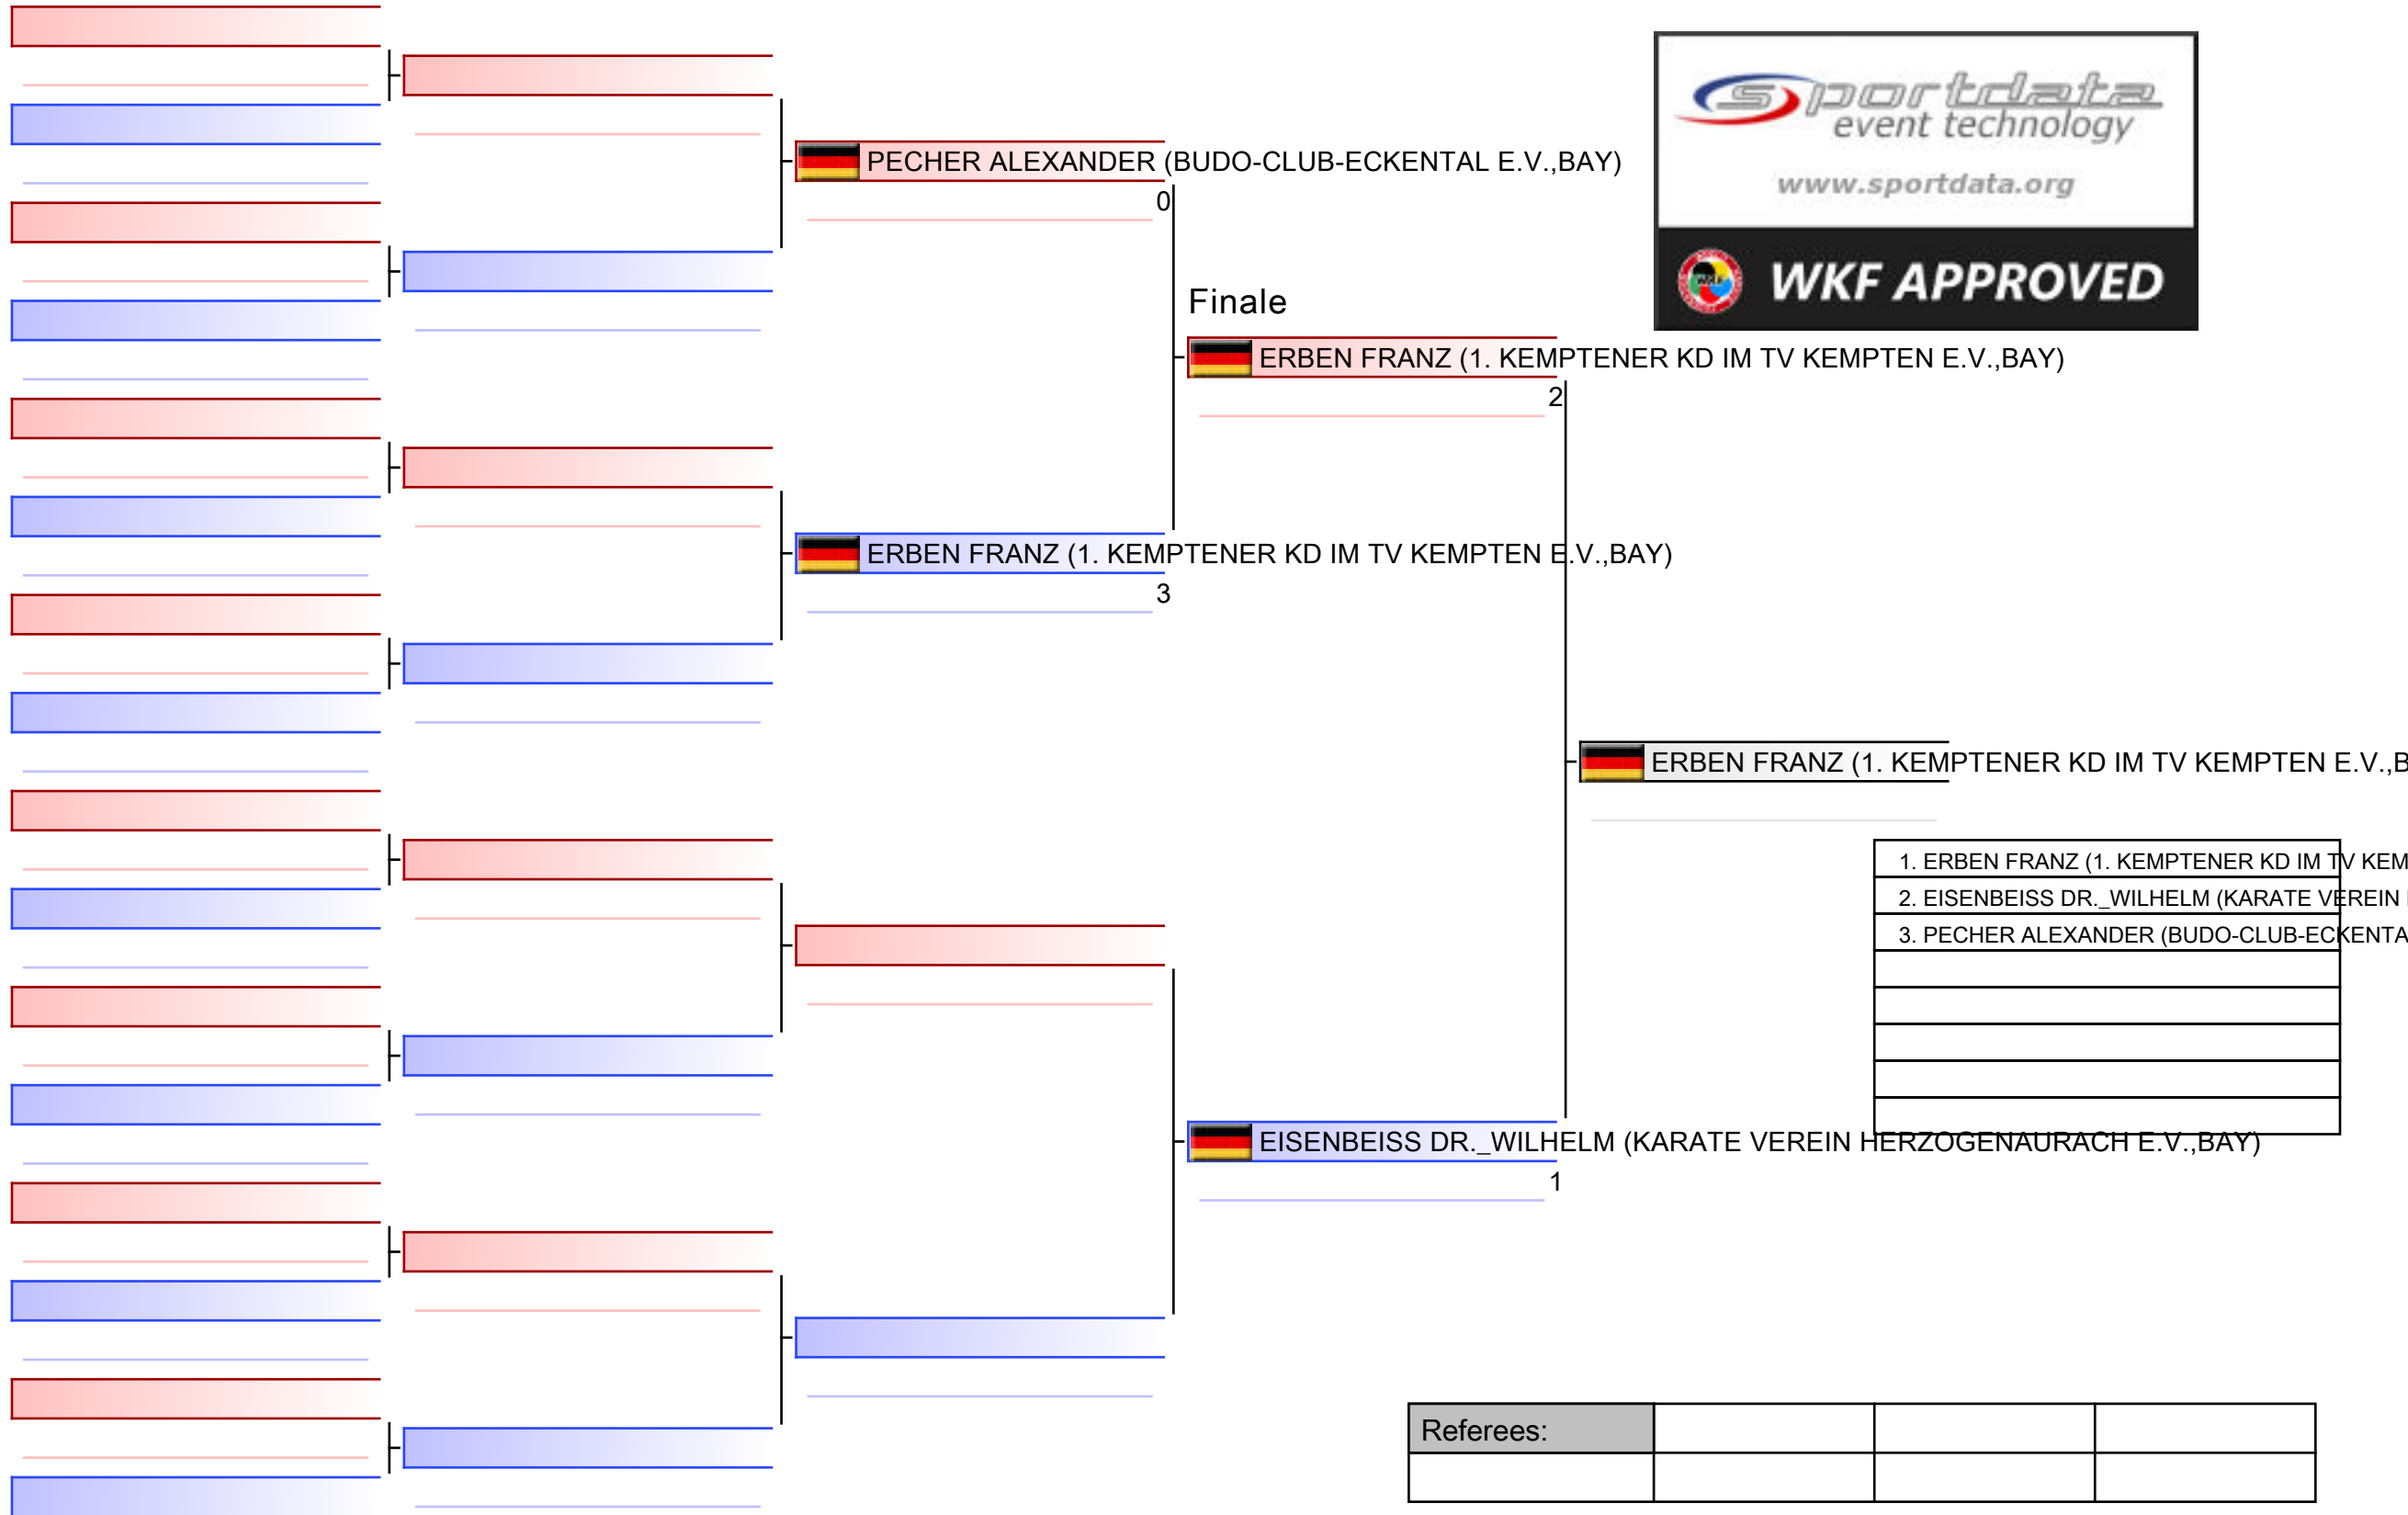 sportdata
event technology
www.sportdata.org
WKF APPROVED
PECHER ALEXANDER (BUDO-CLUB-ECKENTAL E.V.,BAY)
0
Finale
ERBEN FRANZ (1. KEMPTENER KD IM TV KEMPTEN E.V.,BAY)
2
ERBEN FRANZ (1. KEMPTENER KD IM TV KEMPTEN E.V.,BAY)
3
ERBEN FRANZ (1. KEMPTENER KD IM TV KEMPTEN E.V.,B
1. ERBEN FRANZ (1. KEMPTENER KD IM TV KEM
2. EISENBEISS DR._WILHELM (KARATE VEREIN
3. PECHER ALEXANDER (BUDO-CLUB-ECKENTA
EISENBEISS DR._WILHELM (KARATE VEREIN HERZOGENAURACH E.V.,BAY)
1
Referees: